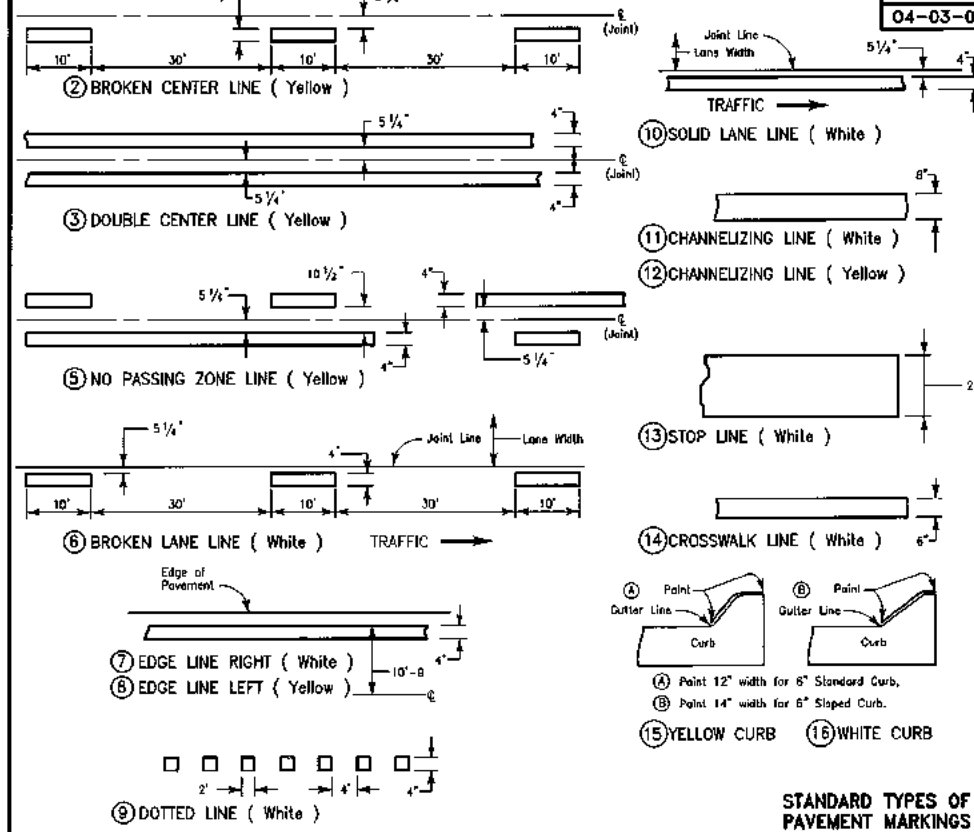 04-03-0
℄
(Joint)
10' 30' 10' 30' 10'
② BROKEN CENTER LINE ( Yellow )
5 1/4"
4"
℄
(Joint)
5 1/4"
4"
③ DOUBLE CENTER LINE ( Yellow )
10 1/2"
4"
5 1/4"
℄
(Joint)
4"
5 1/4"
⑤ NO PASSING ZONE LINE ( Yellow )
5 1/4"
4"
Joint Line
Lane Width
10' 30' 10' 30' 10'
⑥ BROKEN LANE LINE ( White ) TRAFFIC
Edge of
Pavement
⑦ EDGE LINE RIGHT ( White )
4"
10'-9
⑧ EDGE LINE LEFT ( Yellow )
℄
2' 4' 4"
⑨ DOTTED LINE ( White )
Joint Line
Lane Width
5 1/4"
4"
TRAFFIC
⑩ SOLID LANE LINE ( White )
8"
⑪ CHANNELIZING LINE ( White )
⑫ CHANNELIZING LINE ( Yellow )
2
⑬ STOP LINE ( White )
⑭ CROSSWALK LINE ( White )
6"
Ⓐ Paint Ⓑ Paint
Gutter Line Gutter Line
Curb Curb
Ⓐ Paint 12" width for 6" Standard Curb,
Ⓑ Paint 14" width for 6" Sloped Curb.
⑮ YELLOW CURB ⑯ WHITE CURB
STANDARD TYPES OF
PAVEMENT MARKINGS